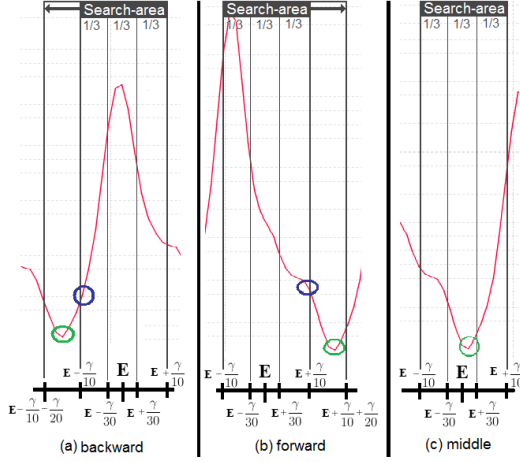 Search-area
1/3 1/3 1/3
E - γ/10 E E + γ/10
E - γ/10 - γ/20 E - γ/30 E + γ/30
(a) backward
Search-area
1/3 1/3 1/3
E - γ/10 E E + γ/10
E - γ/30 E + γ/30 E + γ/10 + γ/20
(b) forward
Search-area
1/3 1/3 1/3
E - γ/10 E E + γ/10
E - γ/30 E + γ/30
(c) middle